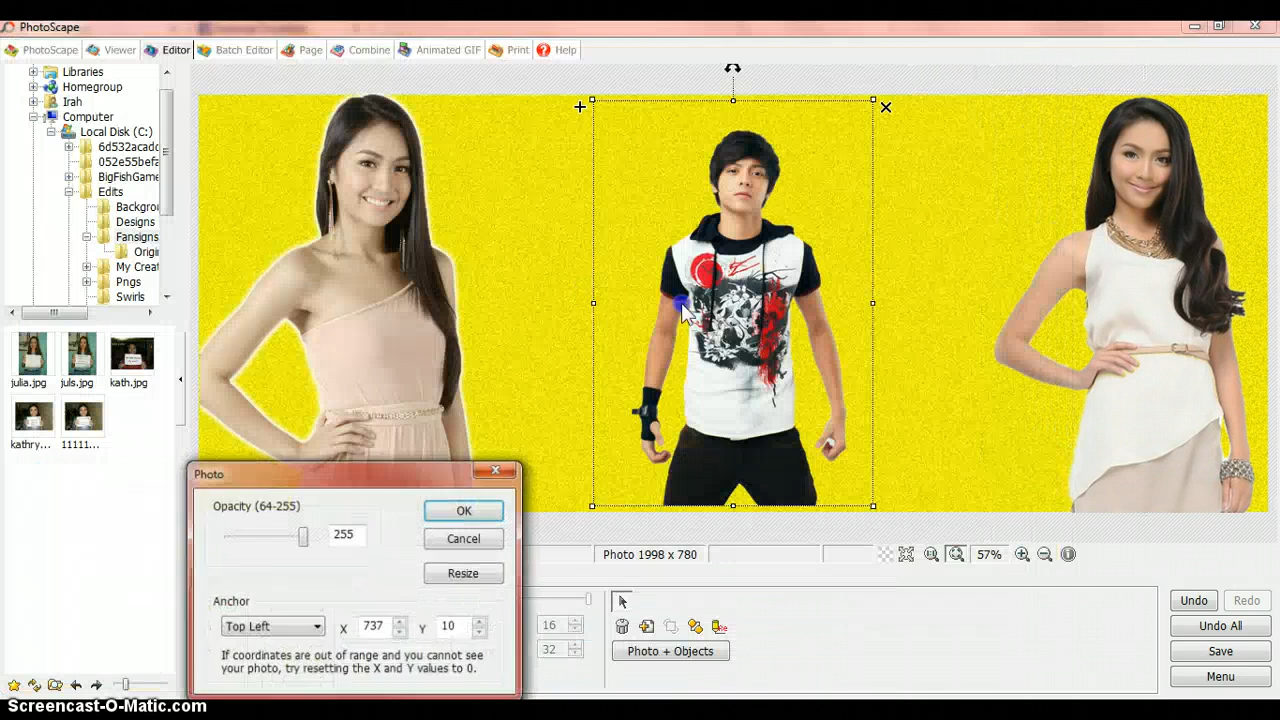 PhotoScape
PhotoScape Viewer Editor Batch Editor Page Combine Animated GIF Print Help
Libraries
Homegroup
Irah
Computer
Local Disk (C:)
6d532acadc
052e55befa
BigFishGame
Edits
Backgro
Designs
Fansigns
Origi
My Creat
Pngs
Swirls
julia.jpg juls.jpg kath.jpg
kathry... 11111...
Photo
Opacity (64-255)
255
OK
Cancel
Resize
Anchor
Top Left X 737 Y 10
If coordinates are out of range and you cannot see
your photo, try resetting the X and Y values to 0.
Photo 1998 x 780 57%
16
32
Photo + Objects
Undo Redo
Undo All
Save
Menu
Screencast-O-Matic.com